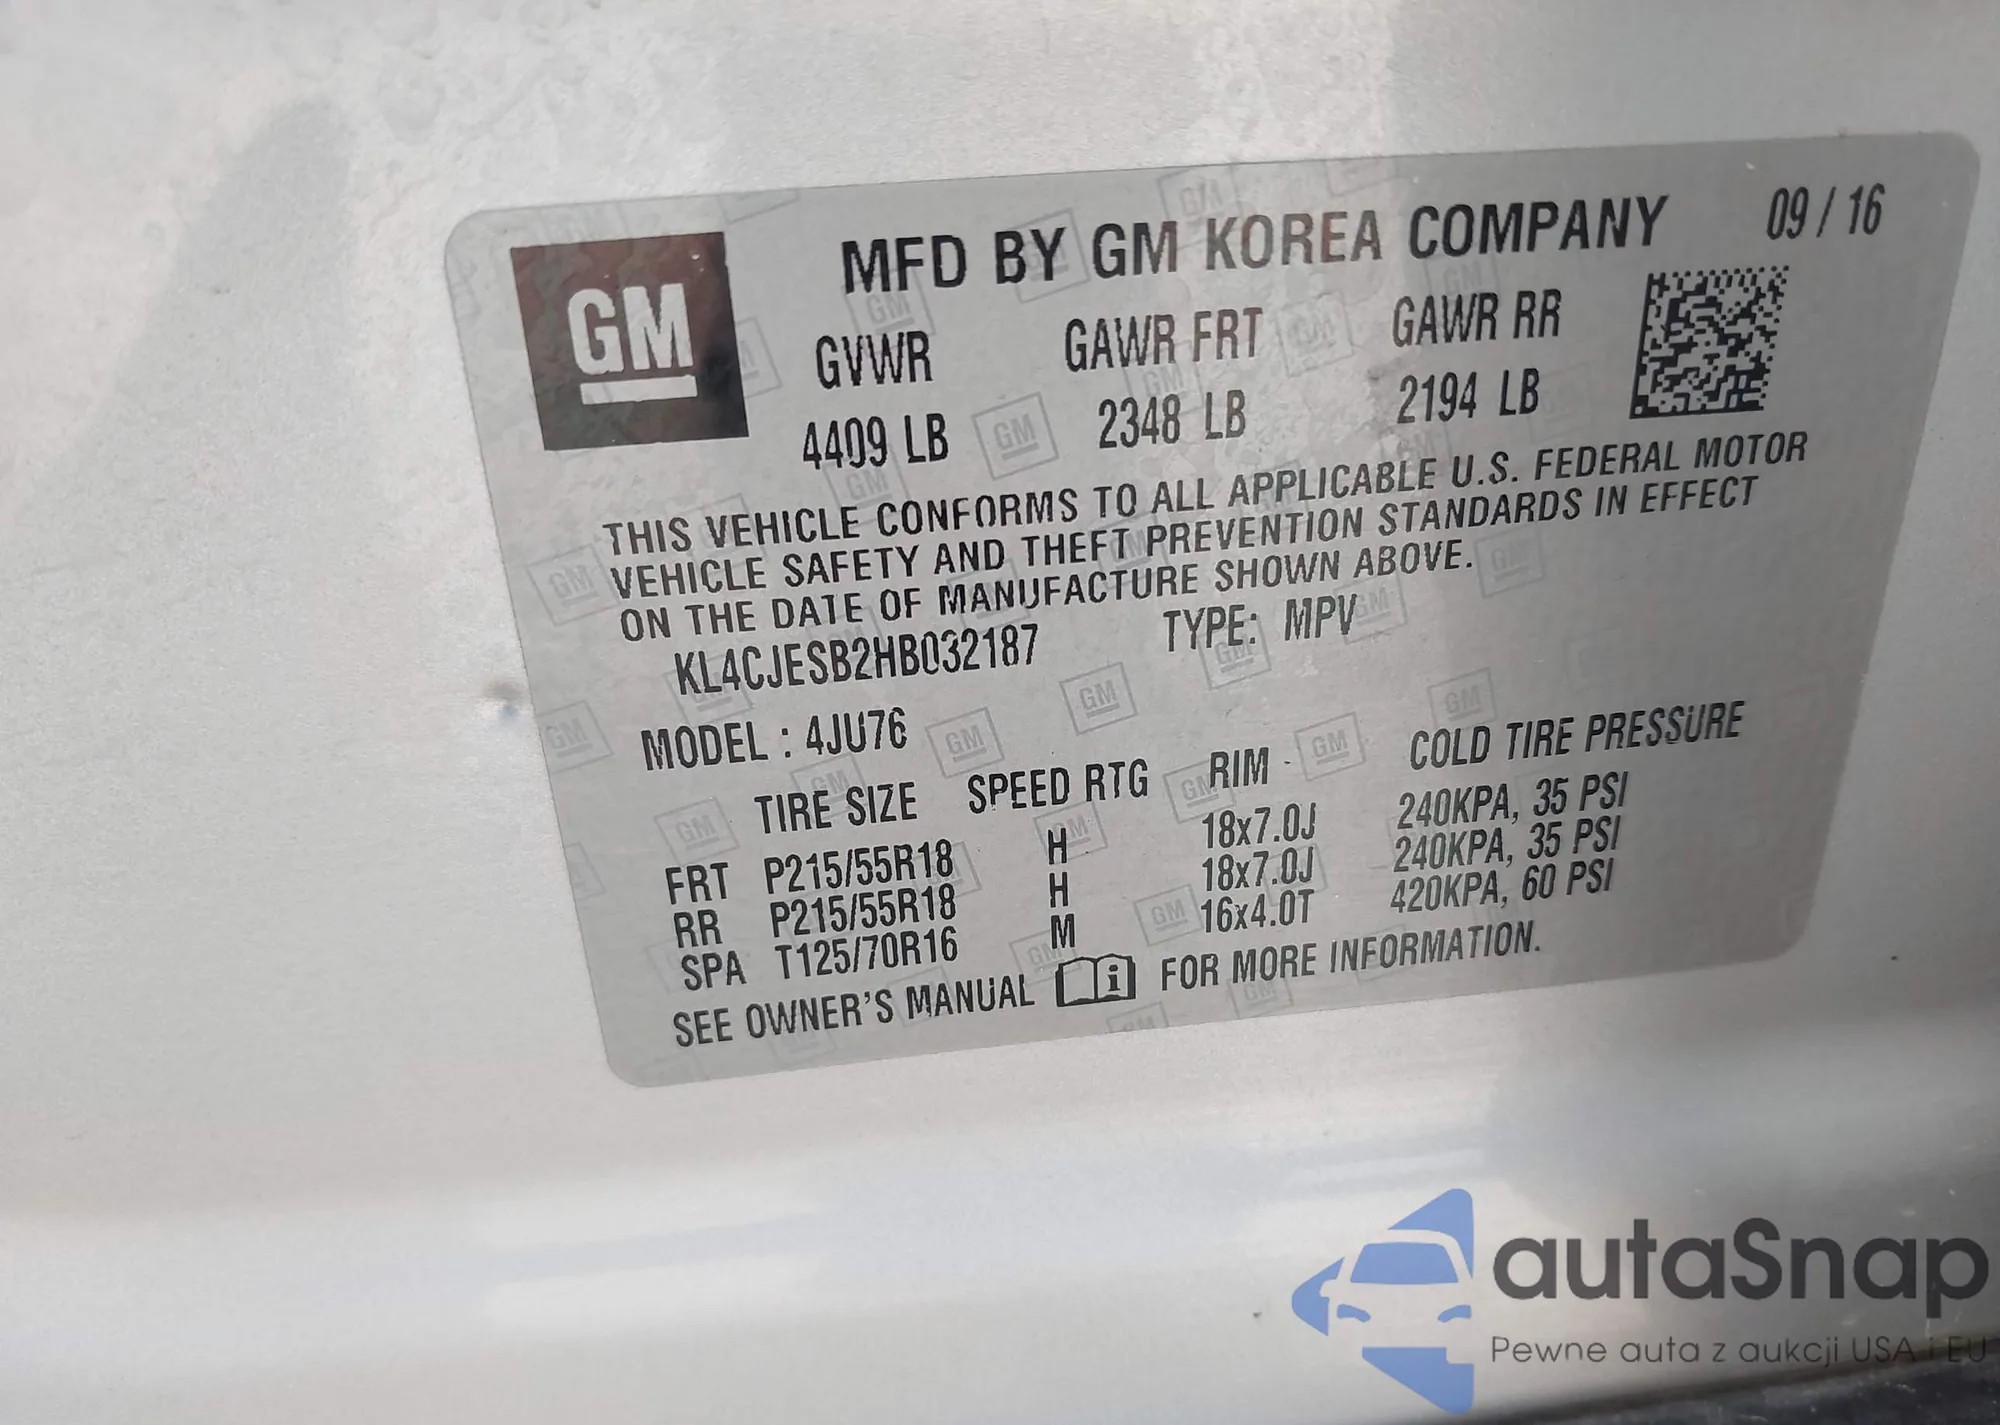 GM
MFD BY GM KOREA COMPANY 09 / 16
GVWR GAWR FRT GAWR RR
4409 LB 2348 LB 2194 LB
THIS VEHICLE CONFORMS TO ALL APPLICABLE U.S. FEDERAL MOTOR
VEHICLE SAFETY AND THEFT PREVENTION STANDARDS IN EFFECT
ON THE DATE OF MANUFACTURE SHOWN ABOVE.
KL4CJESB2HB032187 TYPE: MPV
MODEL : 4JU76
TIRE SIZE SPEED RTG RIM COLD TIRE PRESSURE
FRT P215/55R18 H 18x7.0J 240KPA, 35 PSI
RR P215/55R18 H 18x7.0J 240KPA, 35 PSI
SPA T125/70R16 M 16x4.0T 420KPA, 60 PSI
SEE OWNER'S MANUAL FOR MORE INFORMATION.
autaSnap
Pewne auta z aukcji USA i EU